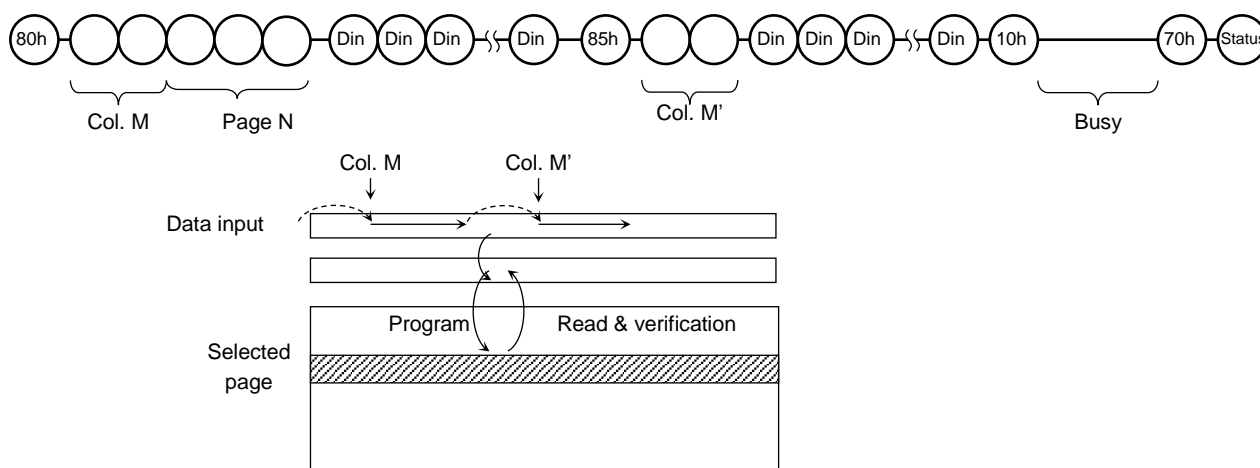 80h Din Din Din Din 85h Din Din Din Din 10h 70h Status
Col. M Page N Col. M’ Busy
Col. M Col. M’
Data input
Program Read & verification
Selected
page